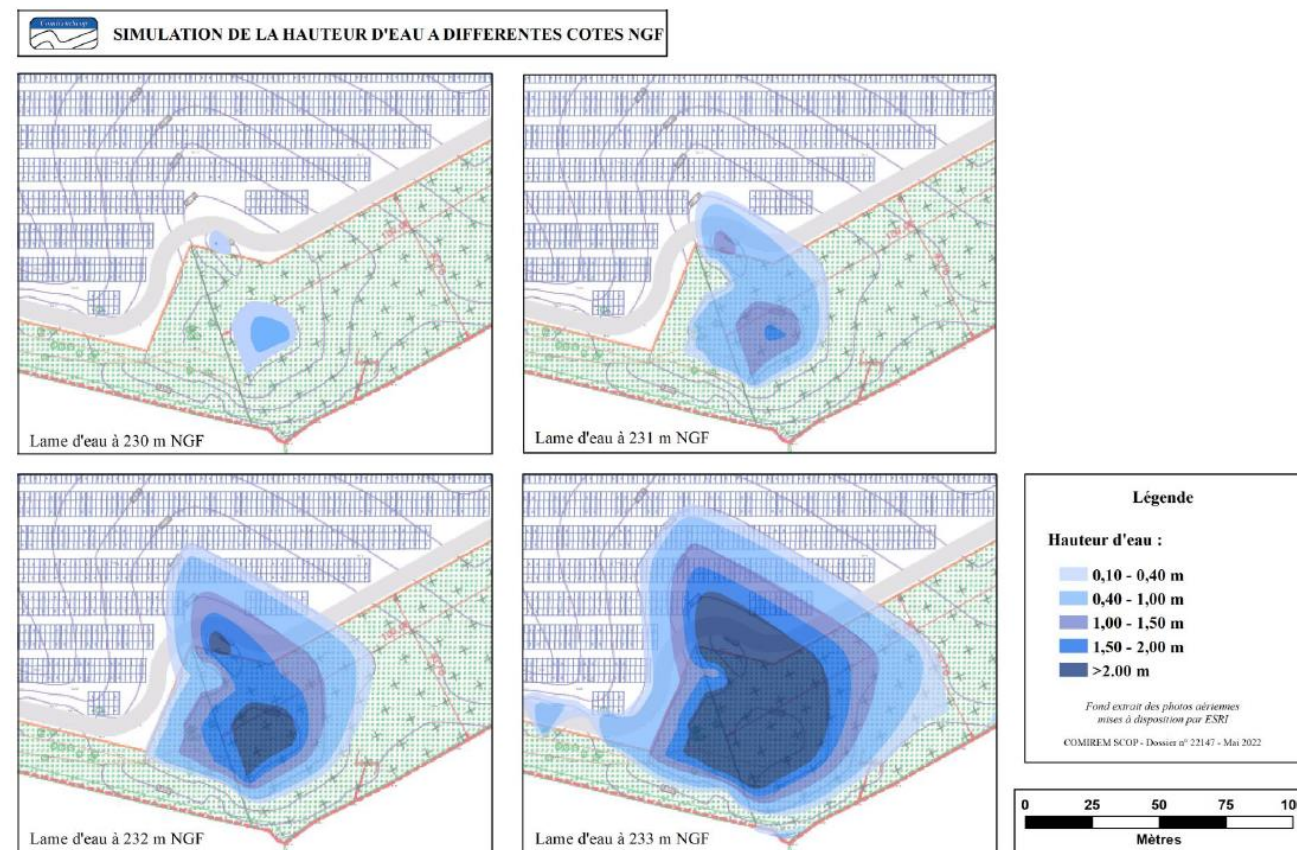 ComiremScop
SIMULATION DE LA HAUTEUR D'EAU A DIFFERENTES COTES NGF
Lame d'eau à 230 m NGF
Lame d'eau à 231 m NGF
Lame d'eau à 232 m NGF
Lame d'eau à 233 m NGF
Légende
Hauteur d'eau :
0,10 - 0,40 m
0,40 - 1,00 m
1,00 - 1,50 m
1,50 - 2,00 m
>2.00 m
Fond extrait des photos aériennes
mises à disposition par ESRI
COMIREM SCOP - Dossier n° 22147 - Mai 2022
0 25 50 75 10
Mètres